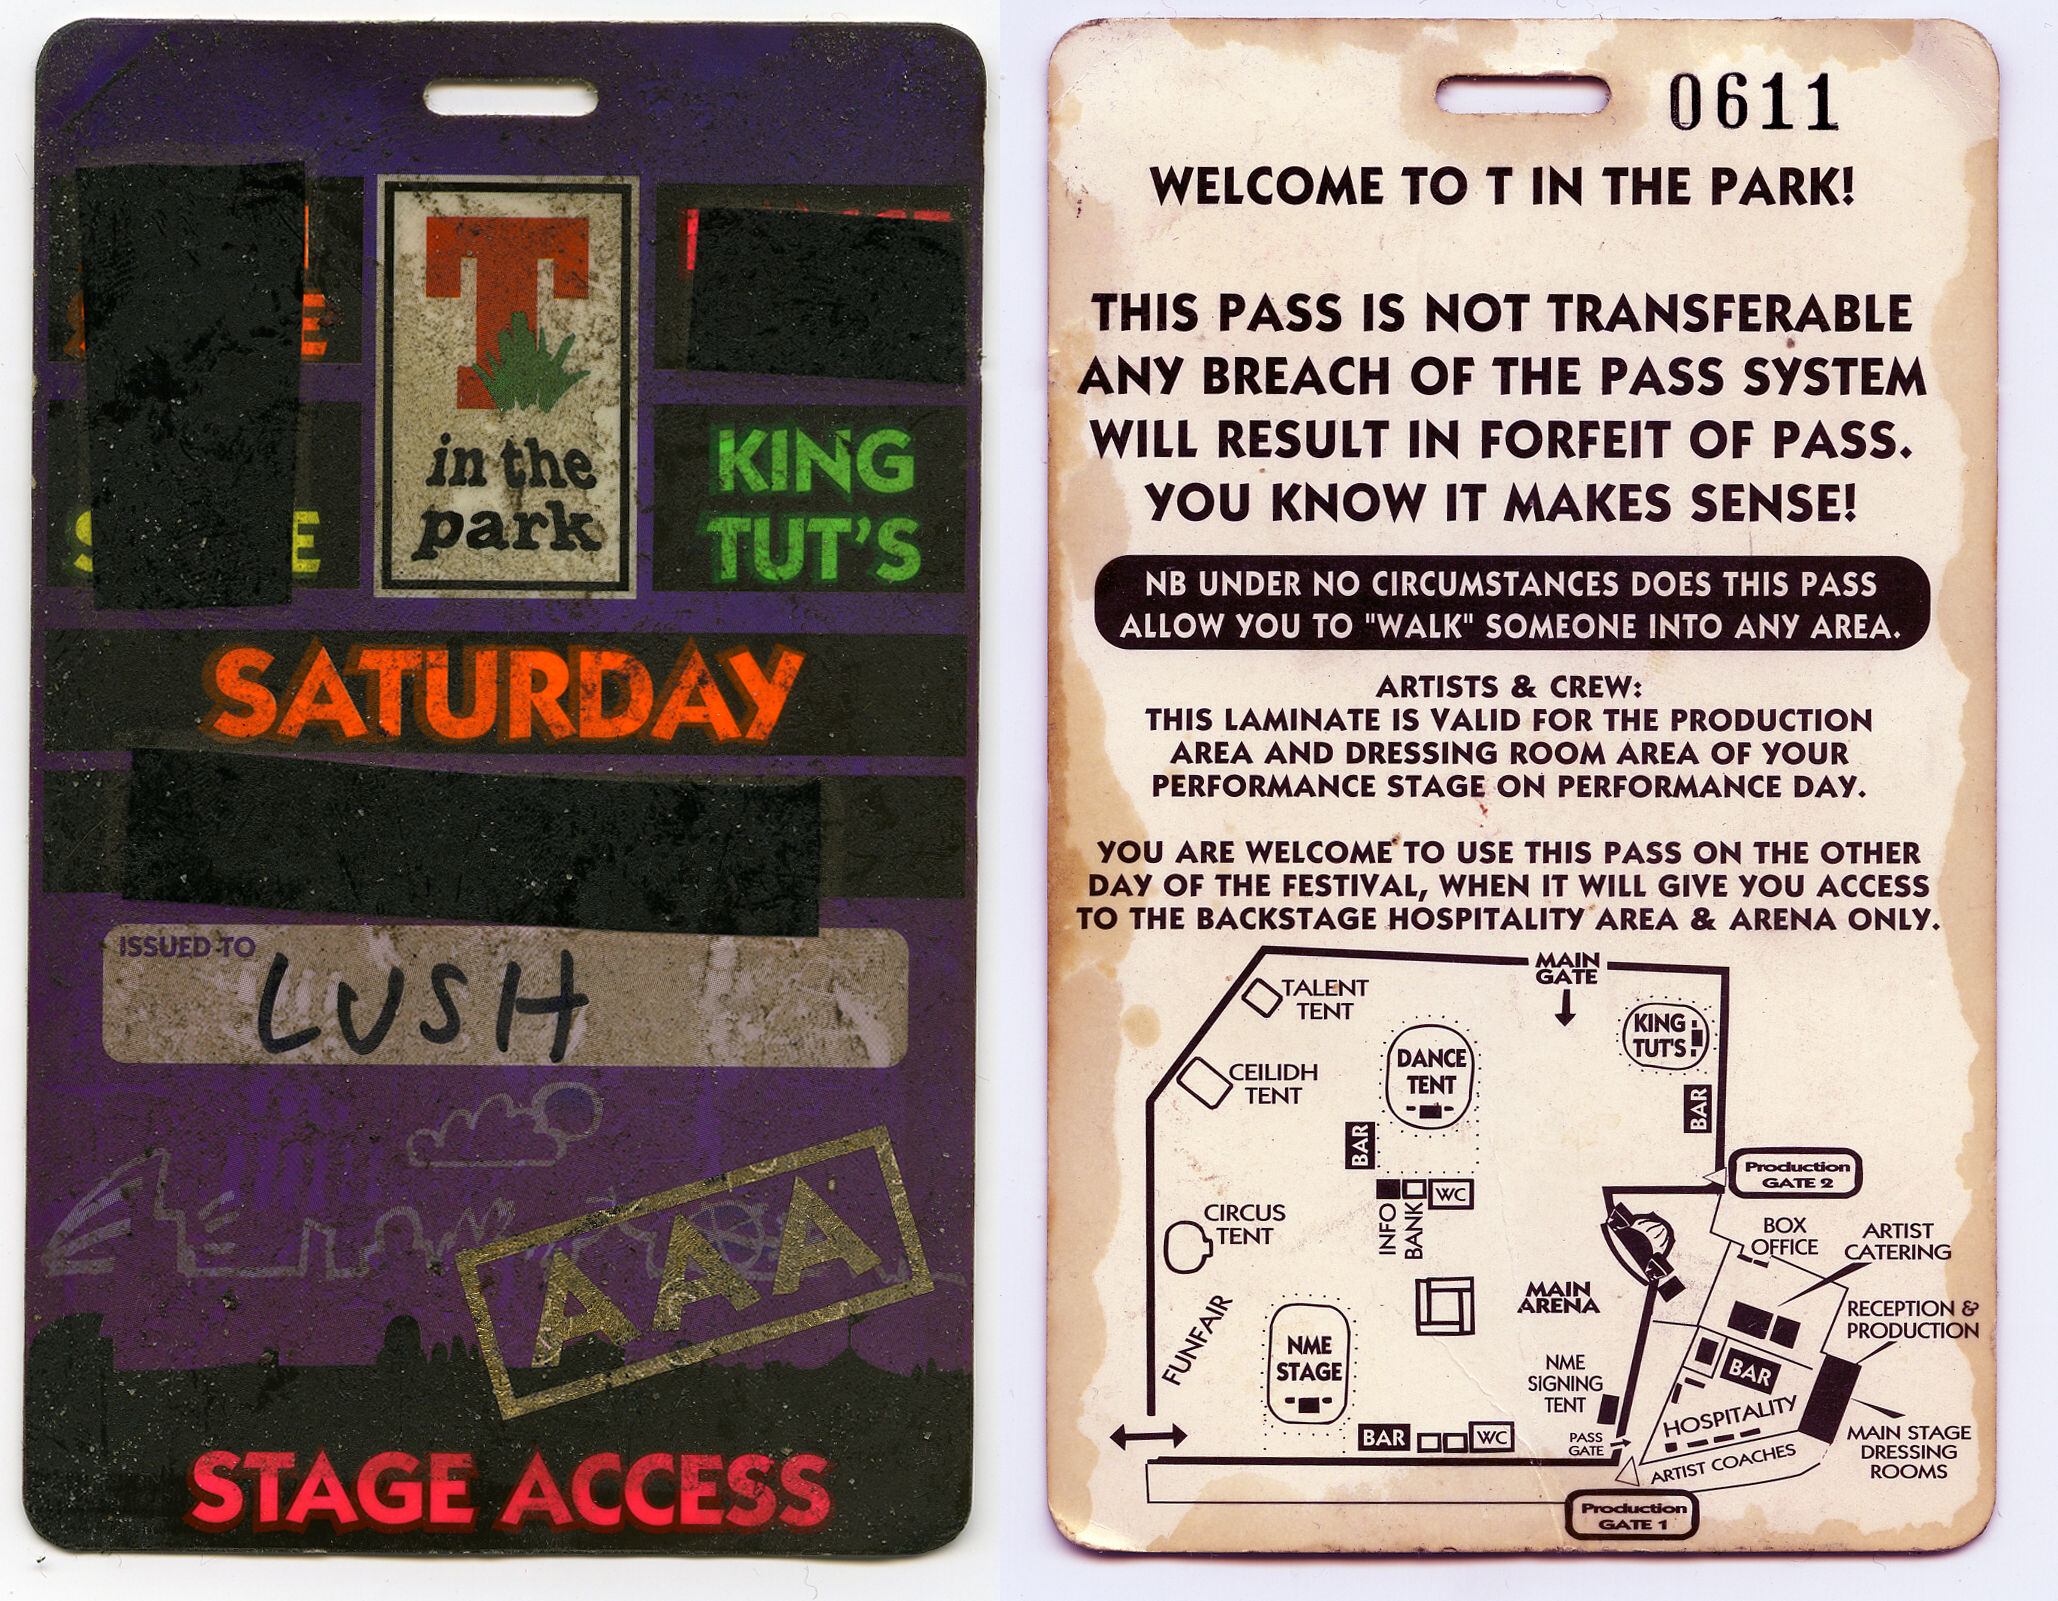 T
in the
park
KING
TUT'S
SATURDAY
ISSUED TO
LUSH
AAA
STAGE ACCESS
0611
WELCOME TO T IN THE PARK!
THIS PASS IS NOT TRANSFERABLE
ANY BREACH OF THE PASS SYSTEM
WILL RESULT IN FORFEIT OF PASS.
YOU KNOW IT MAKES SENSE!
NB UNDER NO CIRCUMSTANCES DOES THIS PASS
ALLOW YOU TO "WALK" SOMEONE INTO ANY AREA.
ARTISTS & CREW:
THIS LAMINATE IS VALID FOR THE PRODUCTION
AREA AND DRESSING ROOM AREA OF YOUR
PERFORMANCE STAGE ON PERFORMANCE DAY.
YOU ARE WELCOME TO USE THIS PASS ON THE OTHER
DAY OF THE FESTIVAL, WHEN IT WILL GIVE YOU ACCESS
TO THE BACKSTAGE HOSPITALITY AREA & ARENA ONLY.
MAIN
GATE
TALENT
TENT
KING
TUT'S
DANCE
TENT
CEILIDH
TENT
BAR
BAR
Production
GATE 2
WC
INFO
BANK
CIRCUS
TENT
BOX
OFFICE
ARTIST
CATERING
MAIN
ARENA
RECEPTION &
PRODUCTION
FUNFAIR
NME
STAGE
NME
SIGNING
TENT
BAR
HOSPITALITY
BAR
WC
PASS
GATE
ARTIST COACHES
MAIN STAGE
DRESSING
ROOMS
Production
GATE 1